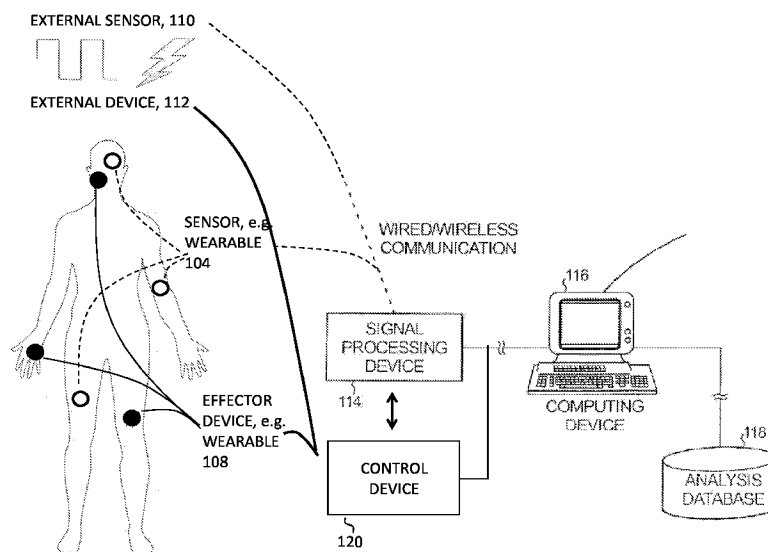 EXTERNAL SENSOR, 110
EXTERNAL DEVICE, 112
SENSOR, e.g.
WEARABLE
104
WIRED/WIRELESS
COMMUNICATION
116
SIGNAL
PROCESSING
DEVICE
114
COMPUTING
DEVICE
EFFECTOR
DEVICE, e.g.
WEARABLE
108
118
CONTROL
DEVICE
ANALYSIS
DATABASE
120